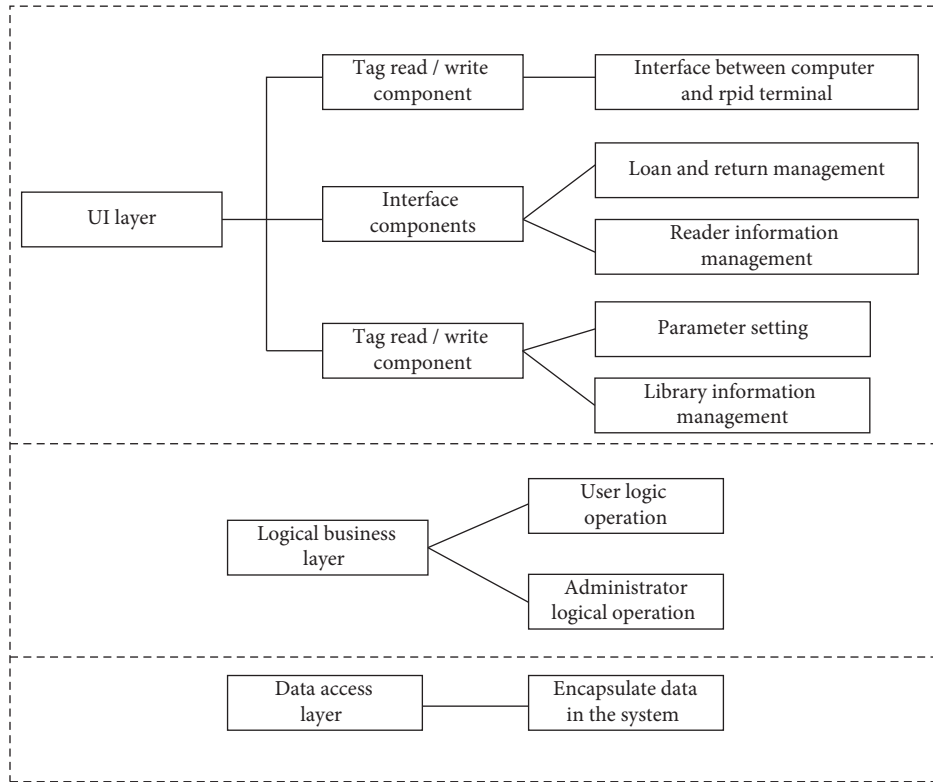 Tag read / write
component
Interface between computer
and rpid terminal
UI layer
Interface
components
Loan and return management
Reader information
management
Tag read / write
component
Parameter setting
Library information
management
Logical business
layer
User logic
operation
Administrator
logical operation
Data access
layer
Encapsulate data
in the system